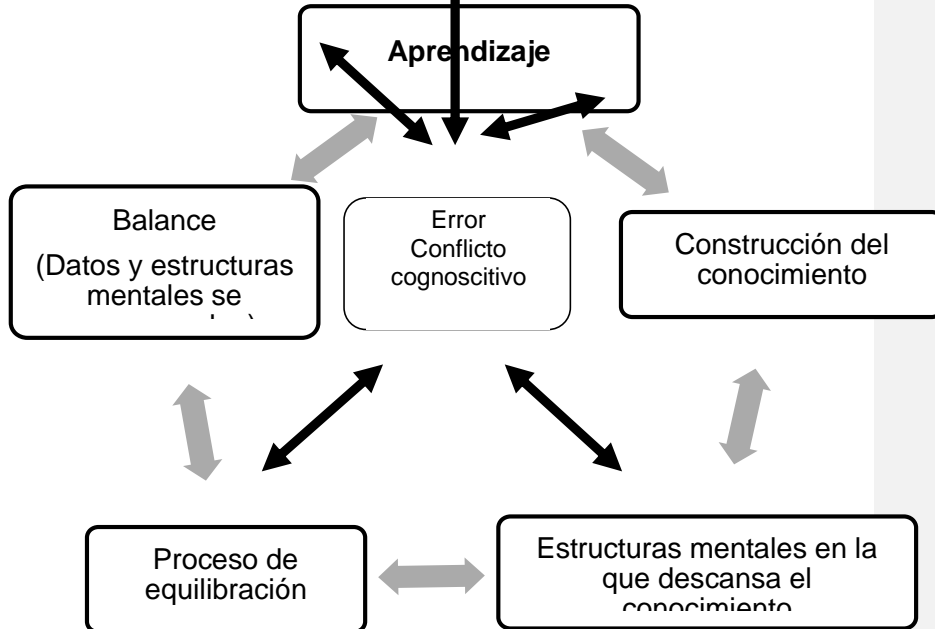 Aprendizaje
Balance
(Datos y estructuras
mentales se
Error
Conflicto
cognoscitivo
Construcción del
conocimiento
Proceso de
equilibración
Estructuras mentales en la
que descansa el
conocimiento